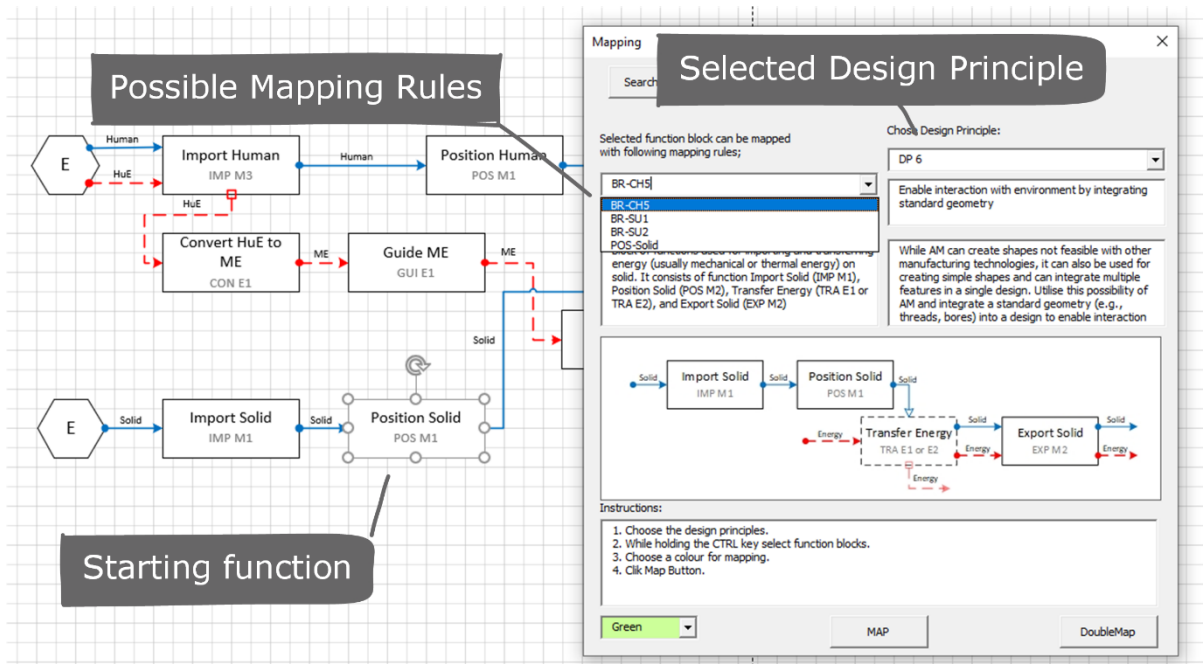 Possible Mapping Rules
Selected Design Principle
Starting function
E
Human
HuE
Import Human
IMP M3
Human
Position Human
POS M1
HuE
Convert HuE to
ME
CON E1
ME
Guide ME
GUI E1
ME
Solid
E
Solid
Import Solid
IMP M1
Solid
Position Solid
POS M1
Mapping
Search
Selected function block can be mapped
with following mapping rules;
BR-CH5
BR-CH5
BR-SU1
BR-SU2
POS-Solid
energy (usually mechanical or thermal energy) on
solid. It consists of function Import Solid (IMP M1),
Position Solid (POS M2), Transfer Energy (TRA E1 or
TRA E2), and Export Solid (EXP M2)
Chose Design Principle:
DP 6
Enable interaction with environment by integrating
standard geometry
While AM can create shapes not feasible with other
manufacturing technologies, it can also be used for
creating simple shapes and can integrate multiple
features in a single design. Utilise this possibility of
AM and integrate a standard geometry (e.g.,
threads, bores) into a design to enable interaction
Solid
Import Solid
IMP M1
Solid
Position Solid
POS M1
Solid
Energy
Transfer Energy
TRA E1 or E2
Solid
Energy
Energy
Export Solid
EXP M2
Solid
Energy
Instructions:
1. Choose the design principles.
2. While holding the CTRL key select function blocks.
3. Choose a colour for mapping.
4. Clik Map Button.
Green
MAP
DoubleMap